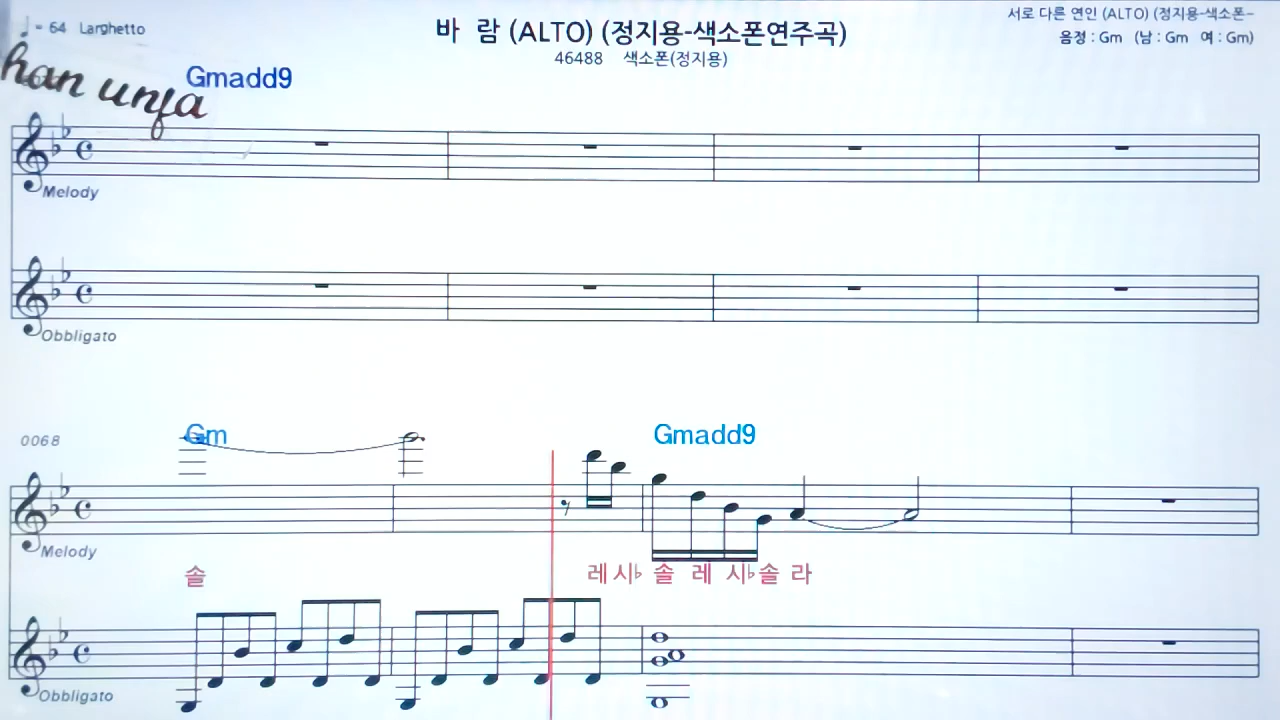 ♩= 64 Larghetto
바 람 (ALTO) (정지용-색소폰연주곡)
46488 색소폰(정지용)
서로 다른 연인 (ALTO) (정지용-색소폰-
음정 : Gm (남 : Gm 여 : Gm)
han unja
Gmadd9
Melody
Obbligato
0068
Gm
Gmadd9
Melody
솔 레 시♭ 솔 레 시♭ 솔 라
Obbligato